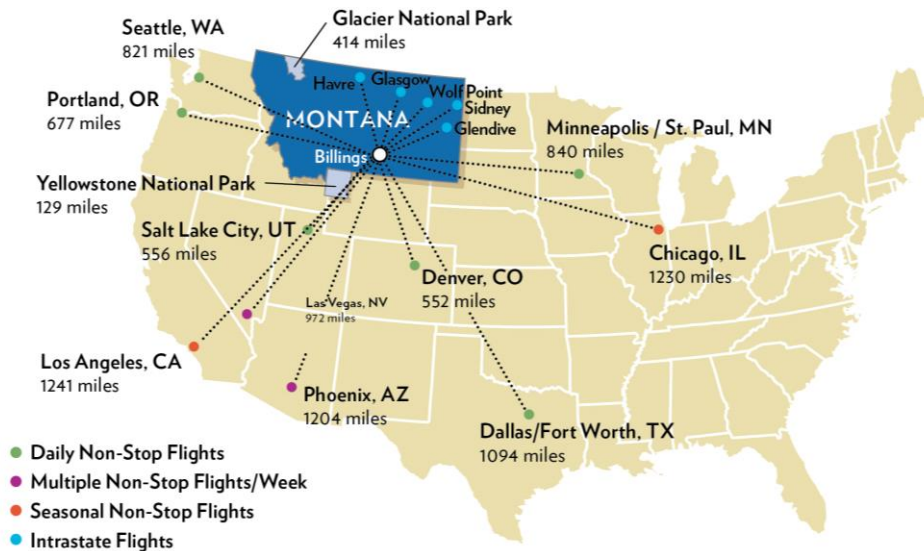 Seattle, WA
821 miles
Glacier National Park
414 miles
Portland, OR
677 miles
Havre
Glasgow
Wolf Point
Sidney
Glendive
MONTANA
Billings
Minneapolis / St. Paul, MN
840 miles
Yellowstone National Park
129 miles
Salt Lake City, UT
556 miles
Chicago, IL
1230 miles
Denver, CO
552 miles
Las Vegas, NV
972 miles
Los Angeles, CA
1241 miles
Phoenix, AZ
1204 miles
Dallas/Fort Worth, TX
1094 miles
Daily Non-Stop Flights
Multiple Non-Stop Flights/Week
Seasonal Non-Stop Flights
Intrastate Flights